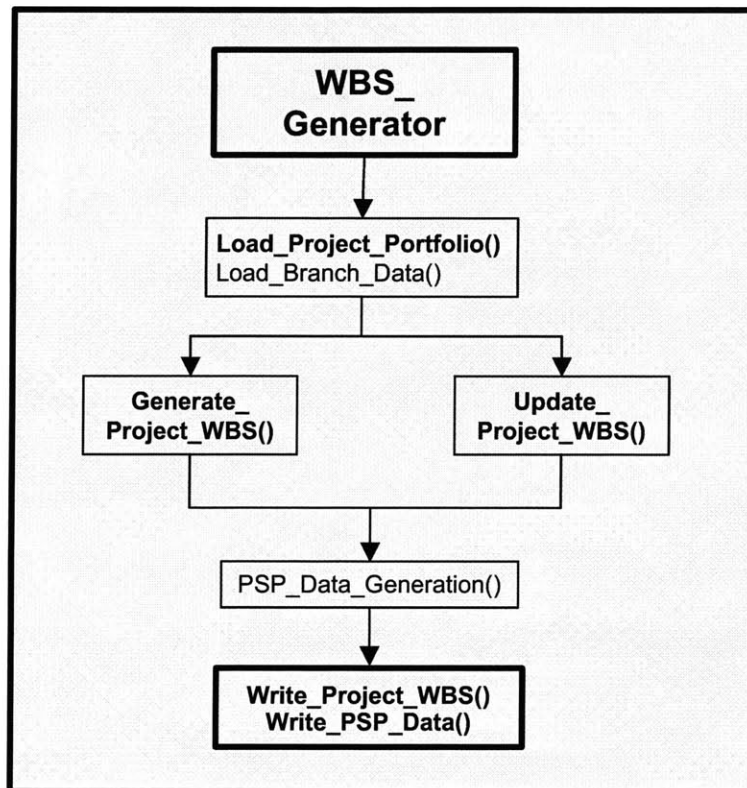 WBS_
Generator
Load_Project_Portfolio()
Load_Branch_Data()
Generate_
Project_WBS()
Update_
Project_WBS()
PSP_Data_Generation()
Write_Project_WBS()
Write_PSP_Data()